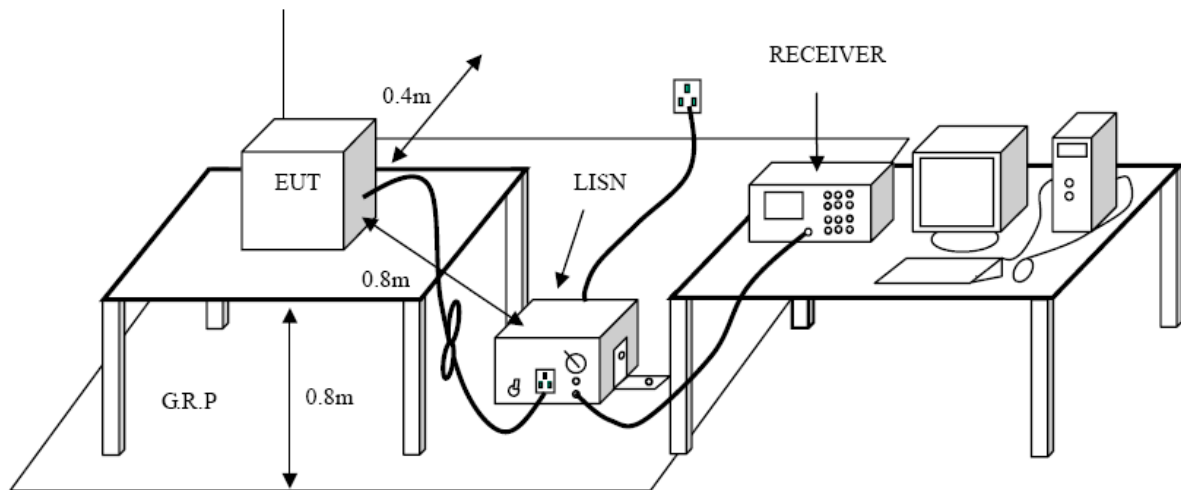 RECEIVER
0.4m
EUT
LISN
0.8m
G.R.P
0.8m